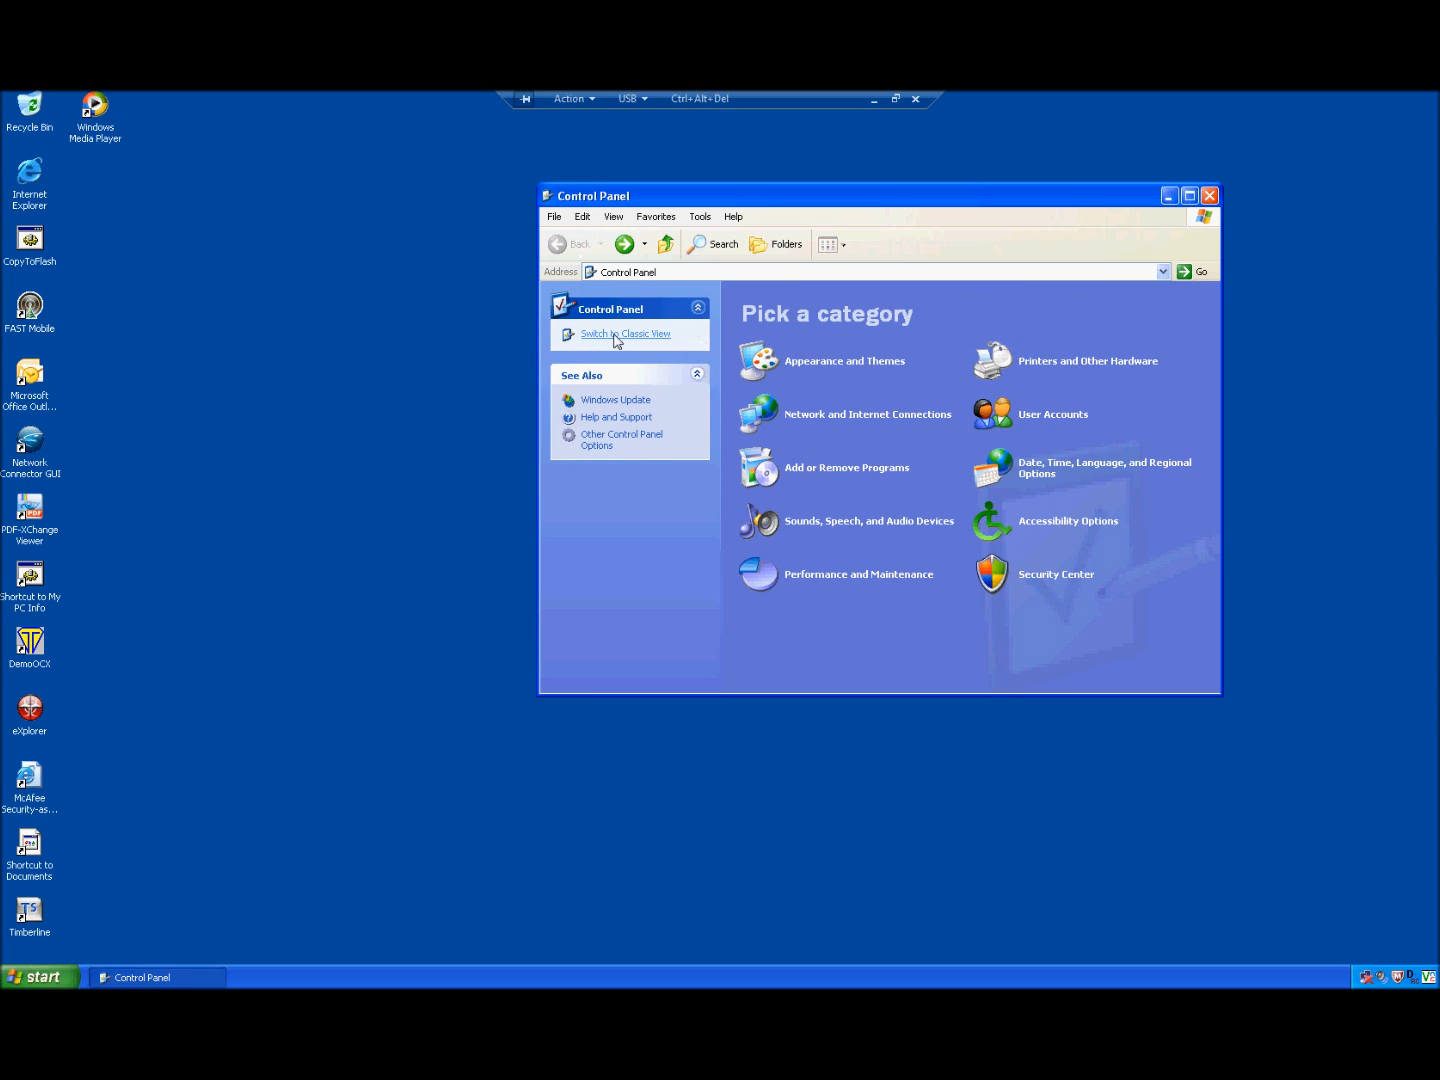 Action
USB
Ctrl+Alt+Del
Recycle Bin
Windows
Media Player
Internet
Explorer
CopyToFlash
FAST Mobile
Microsoft
Office Outl...
Network
Connector GUI
PDF-XChange
Viewer
Shortcut to My
PC Info
DemoOCX
eXplorer
McAfee
Security-as...
Shortcut to
Documents
TS
Timberline
Control Panel
File Edit View Favorites Tools Help
Back
Search
Folders
Address
Control Panel
Go
Control Panel
Switch to Classic View
See Also
Windows Update
Help and Support
Other Control Panel
Options
Pick a category
Appearance and Themes
Printers and Other Hardware
Network and Internet Connections
User Accounts
Add or Remove Programs
Date, Time, Language, and Regional
Options
Sounds, Speech, and Audio Devices
Accessibility Options
Performance and Maintenance
Security Center
start
Control Panel